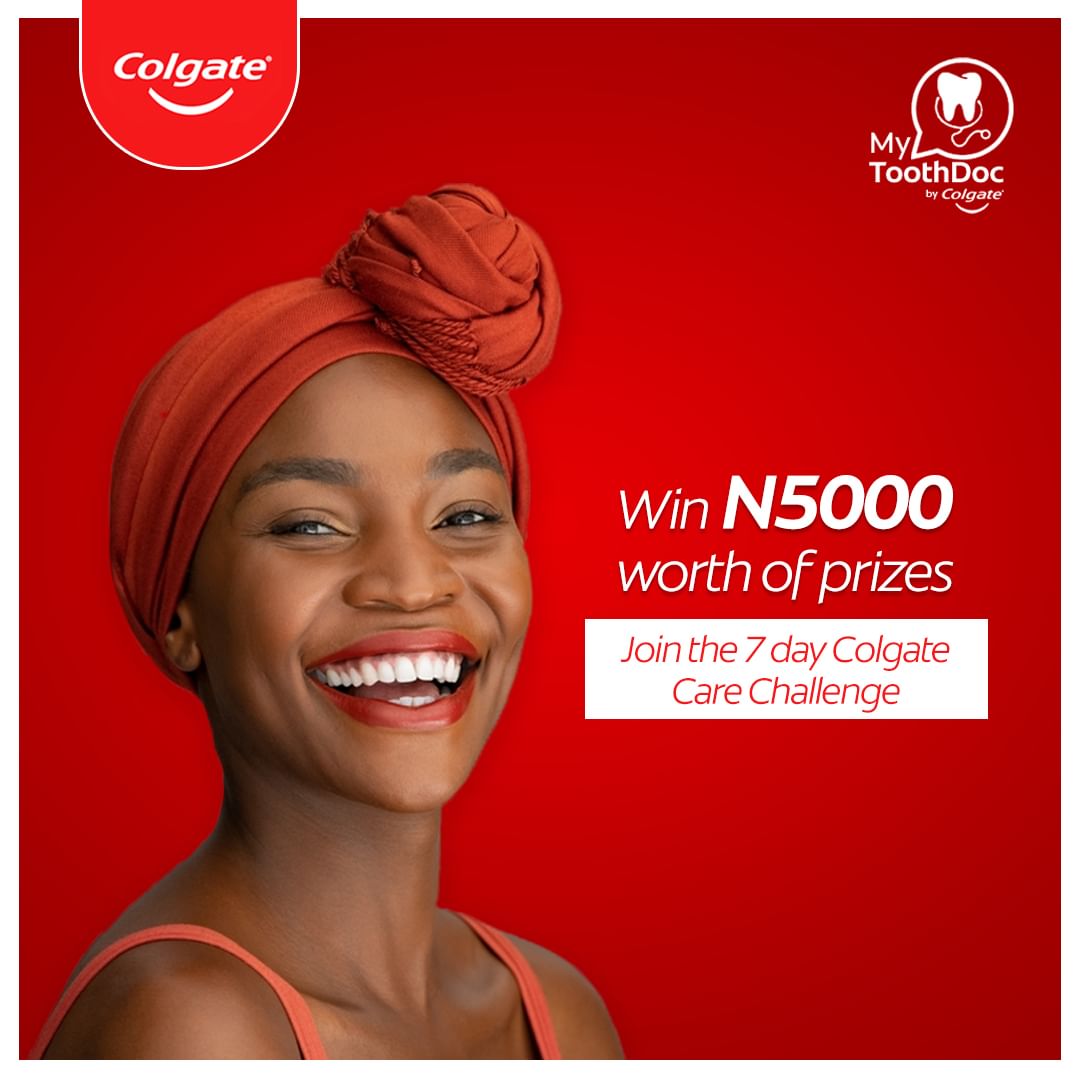 Colgate®
My
ToothDoc
by Colgate®
Win N5000
worth of prizes
Join the 7 day Colgate
Care Challenge